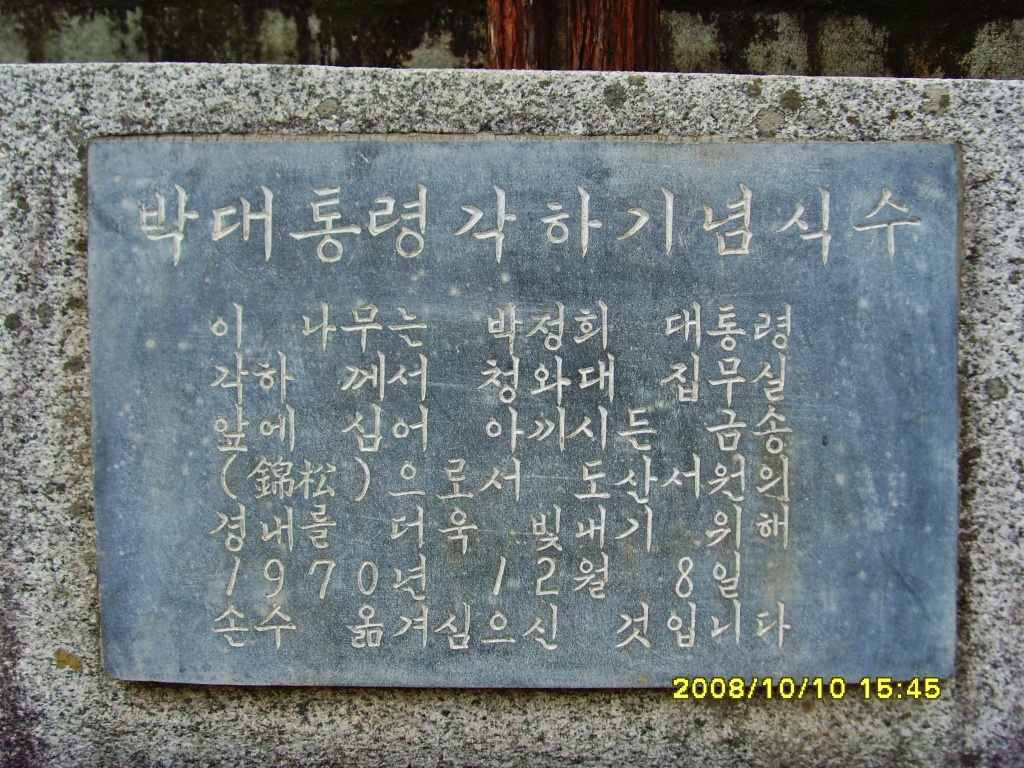 박대통령 각하기념식수
이 나무는 박정희 대통령
각하 께서 청와대 집무실
앞에 심어 아끼시든 금송
(錦松)으로서 도산서원의
경내를 더욱 빛내기 위해
1970년 12월 8일
손수 옮겨심으신 것입니다
2008/10/10 15:45